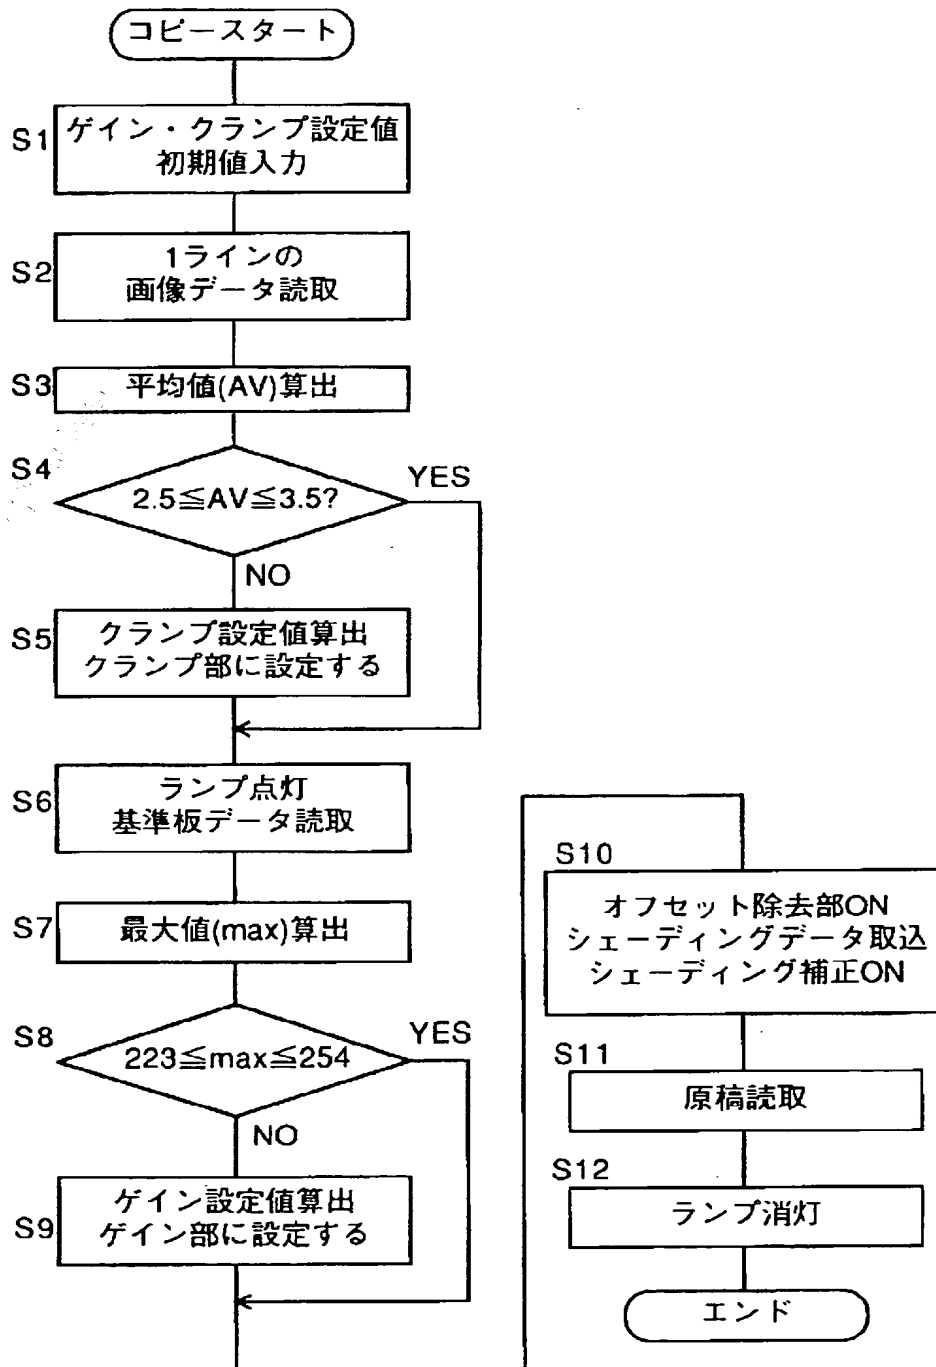 コピースタート
S1
ゲイン・クランプ設定値
初期値入力
S2
1ラインの
画像データ読取
S3
平均値(AV)算出
S4
2.5≦AV≦3.5?
YES
NO
S5
クランプ設定値算出
クランプ部に設定する
S6
ランプ点灯
基準板データ読取
S7
最大値(max)算出
S8
223≦max≦254
YES
NO
S9
ゲイン設定値算出
ゲイン部に設定する
S10
オフセット除去部ON
シェーディングデータ取込
シェーディング補正ON
S11
原稿読取
S12
ランプ消灯
エンド